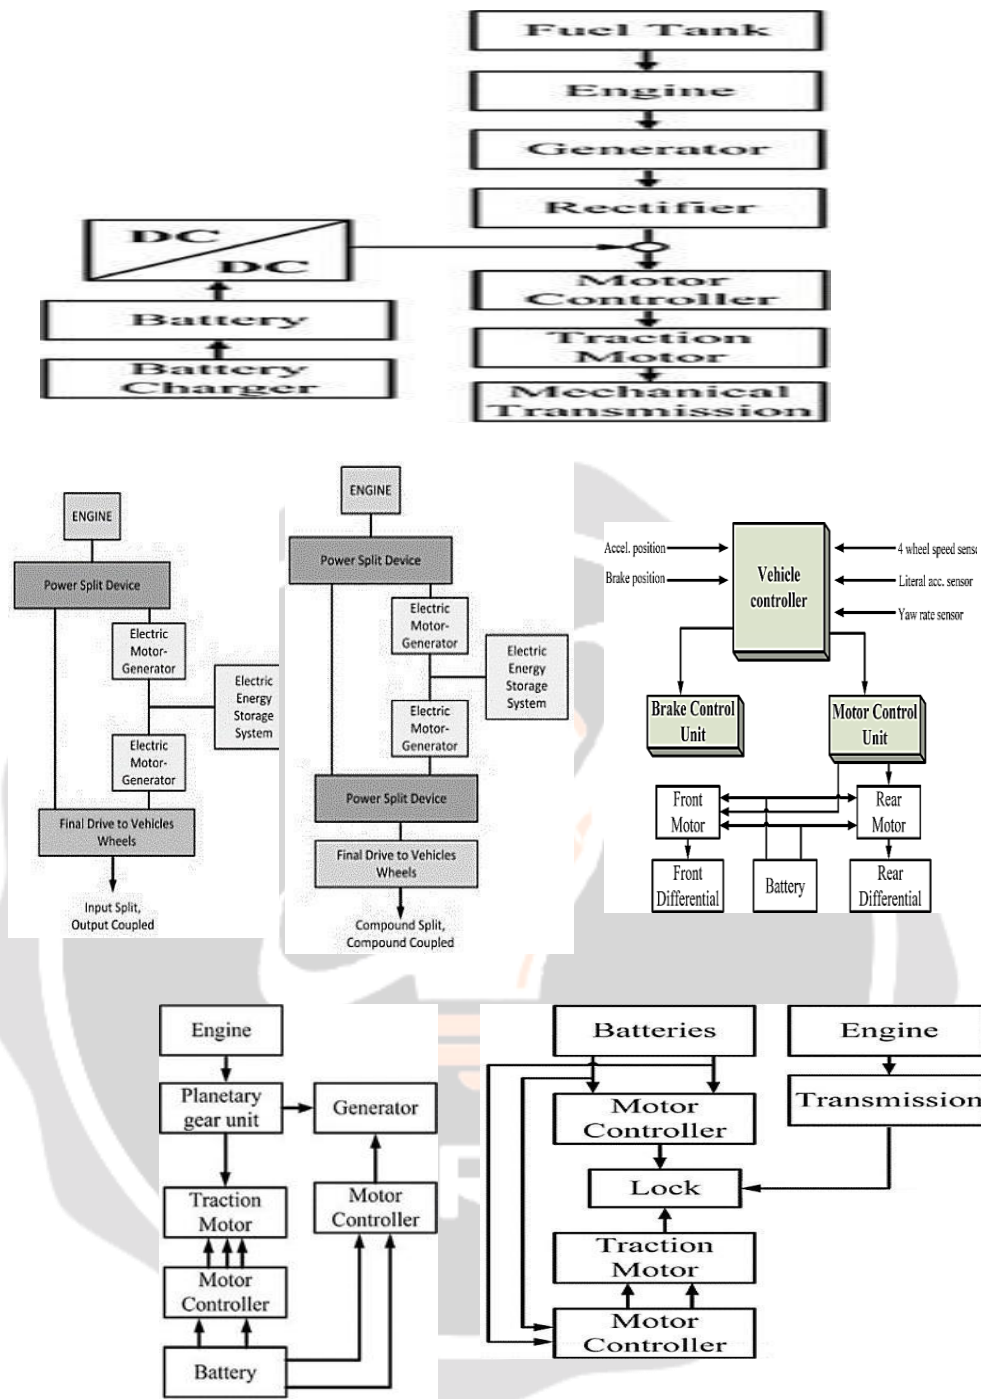 Fuel Tank
Engine
Generator
Rectifier
DC
DC
Motor
Controller
Battery
Traction
Motor
Battery
Charger
Mechanical
Transmission
ENGINE
Power Split Device
Electric
Motor-
Generator
Electric
Energy
Storage
System
Electric
Motor-
Generator
Final Drive to Vehicles
Wheels
Input Split,
Output Coupled
ENGINE
Power Split Device
Electric
Motor-
Generator
Electric
Energy
Storage
System
Electric
Motor-
Generator
Power Split Device
Final Drive to Vehicles
Wheels
Compound Split,
Compound Coupled
Accel. position
Brake position
Vehicle
controller
4 wheel speed sens
Literal acc. sensor
Yaw rate sensor
Brake Control
Unit
Motor Control
Unit
Front
Motor
Rear
Motor
Front
Differential
Battery
Rear
Differential
Engine
Planetary
gear unit
Generator
Traction
Motor
Motor
Controller
Motor
Controller
Battery
Batteries
Engine
Motor
Controller
Transmission
Lock
Traction
Motor
Motor
Controller